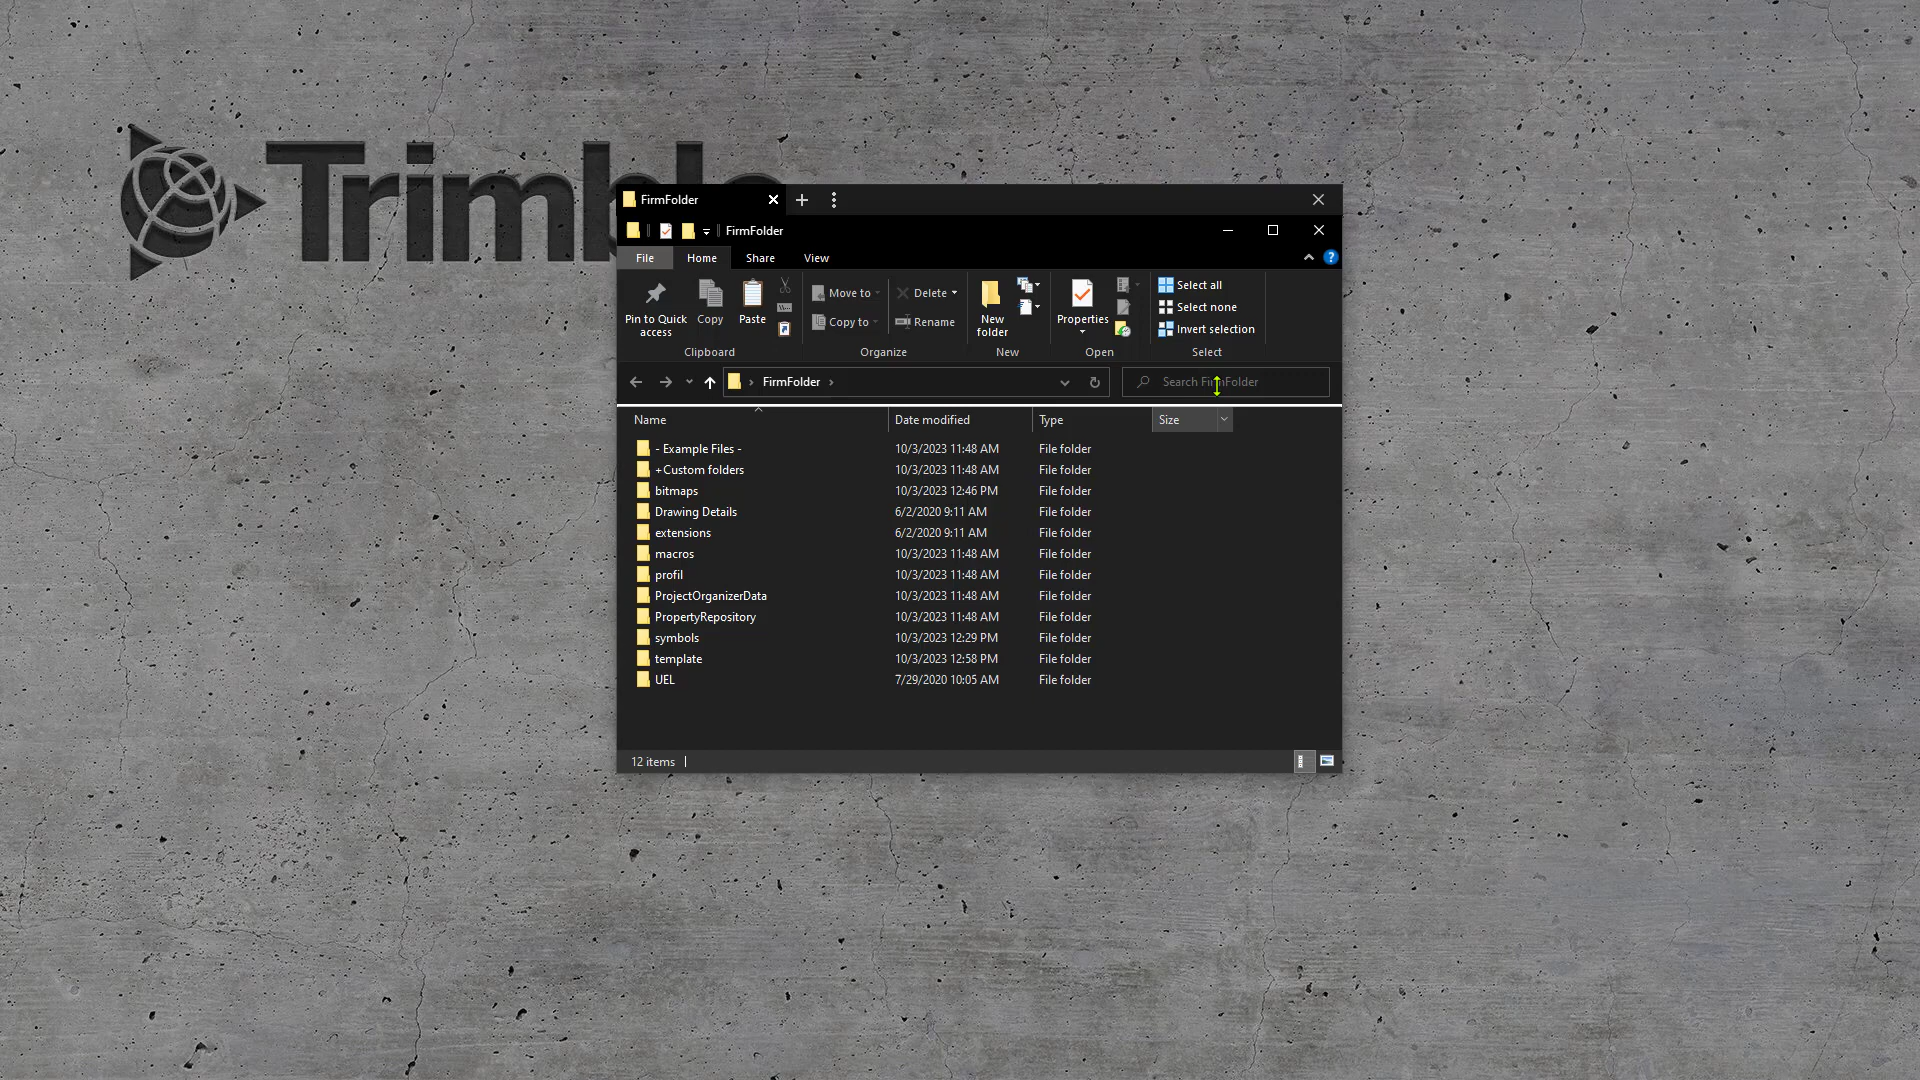 Trimble
FirmFolder
FirmFolder
File Home Share View
Pin to Quick access
Copy
Paste
Clipboard
Move to
Copy to
Delete
Rename
Organize
New folder
New
Properties
Open
Select all
Select none
Invert selection
Select
FirmFolder
Search FirmFolder
Name Date modified Type Size
- Example Files - 10/3/2023 11:48 AM File folder
+Custom folders 10/3/2023 11:48 AM File folder
bitmaps 10/3/2023 12:46 PM File folder
Drawing Details 6/2/2020 9:11 AM File folder
extensions 6/2/2020 9:11 AM File folder
macros 10/3/2023 11:48 AM File folder
profil 10/3/2023 11:48 AM File folder
ProjectOrganizerData 10/3/2023 11:48 AM File folder
PropertyRepository 10/3/2023 11:48 AM File folder
symbols 10/3/2023 12:29 PM File folder
template 10/3/2023 12:58 PM File folder
UEL 7/29/2020 10:05 AM File folder
12 items